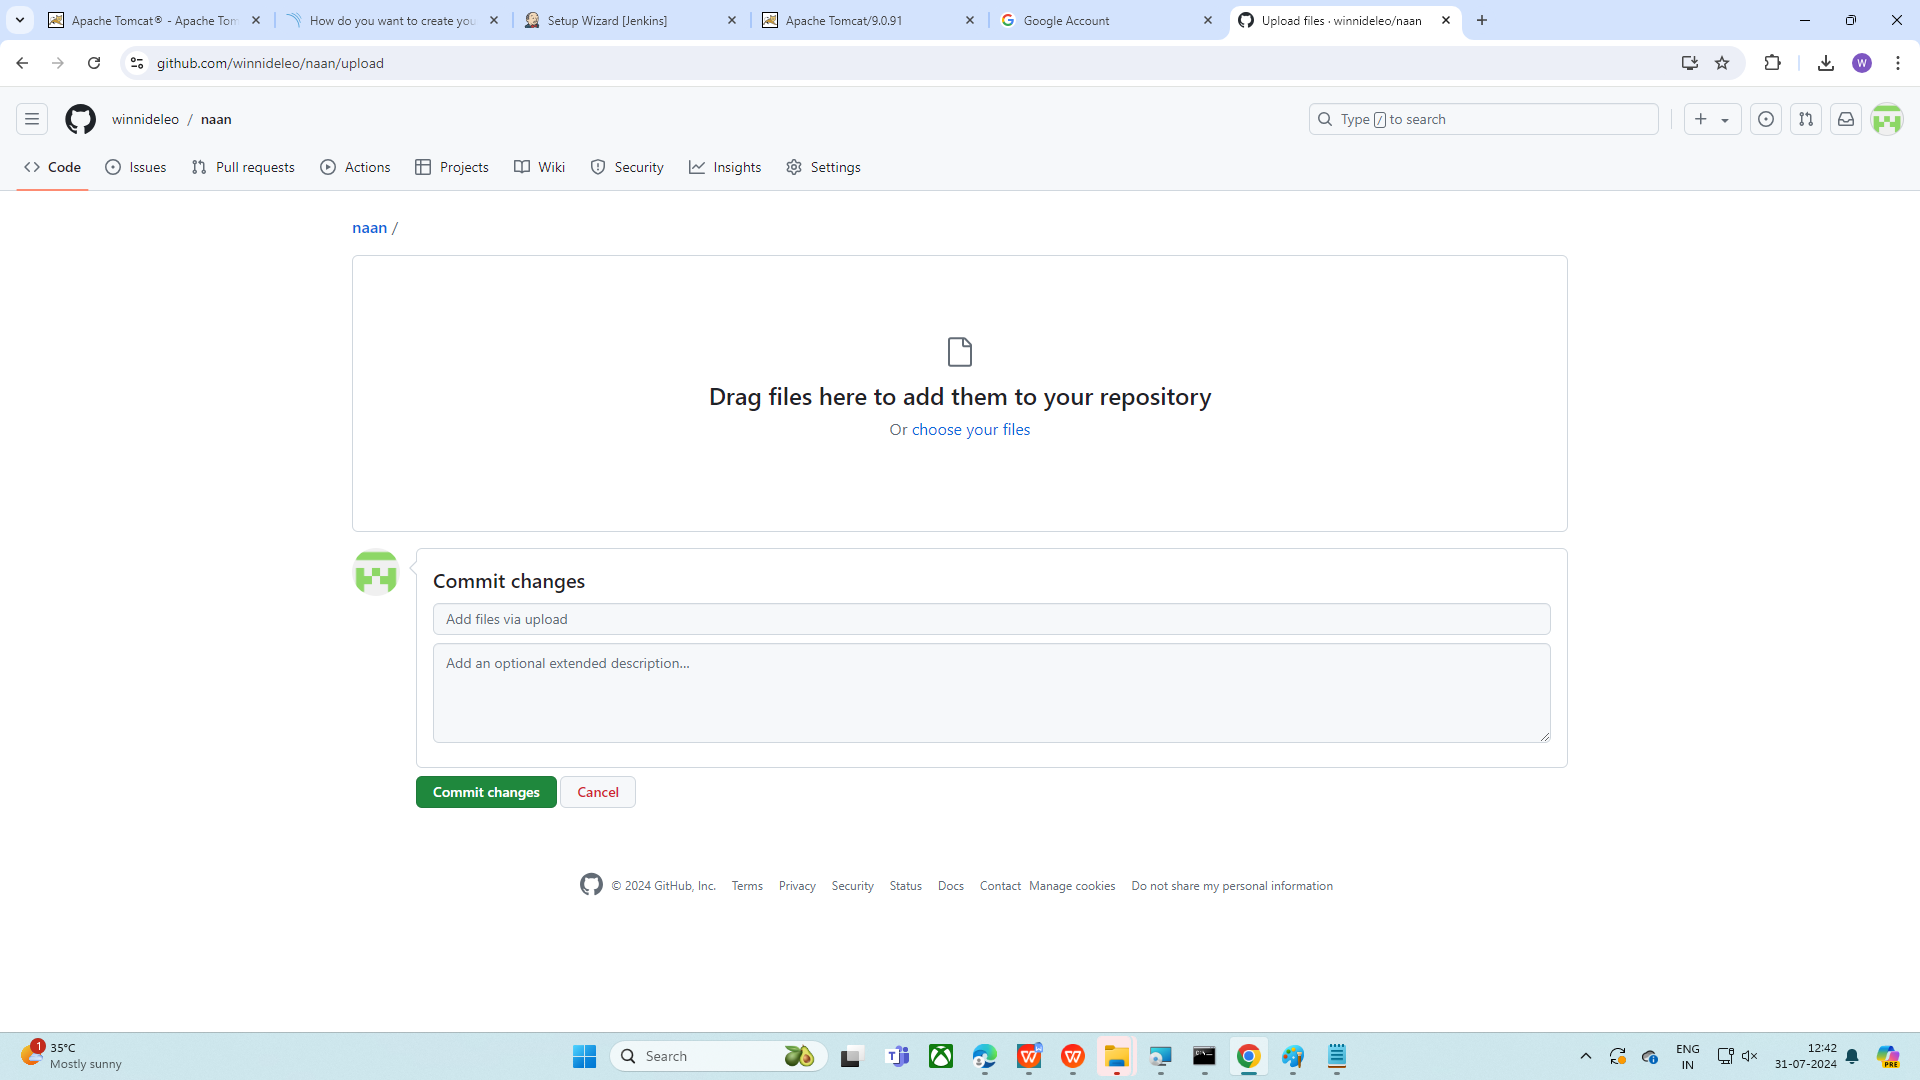 Apache Tomcat® - Apache Tom
How do you want to create you
Setup Wizard [Jenkins]
Apache Tomcat/9.0.91
Google Account
Upload files · winnideleo/naan
github.com/winnideleo/naan/upload
W
winnideleo / naan
Type / to search
Code
Issues
Pull requests
Actions
Projects
Wiki
Security
Insights
Settings
naan /
Drag files here to add them to your repository
Or choose your files
Commit changes
Add files via upload
Add an optional extended description...
Commit changes
Cancel
© 2024 GitHub, Inc.
Terms
Privacy
Security
Status
Docs
Contact
Manage cookies
Do not share my personal information
1
35°C
Mostly sunny
Search
ENG
IN
12:42
31-07-2024
PRE